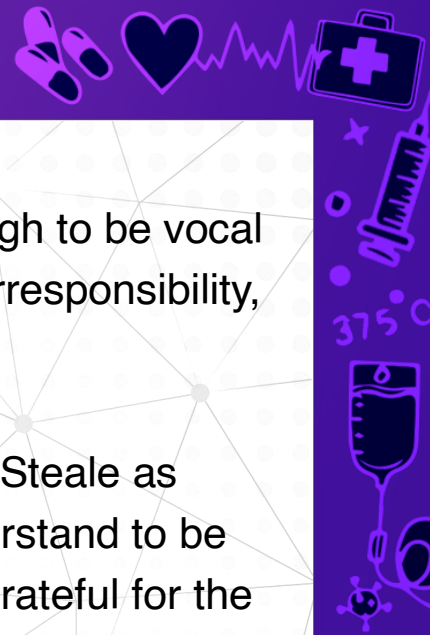 gh to be vocal
rresponsibility,
375
Steale as
rstand to be
rateful for the